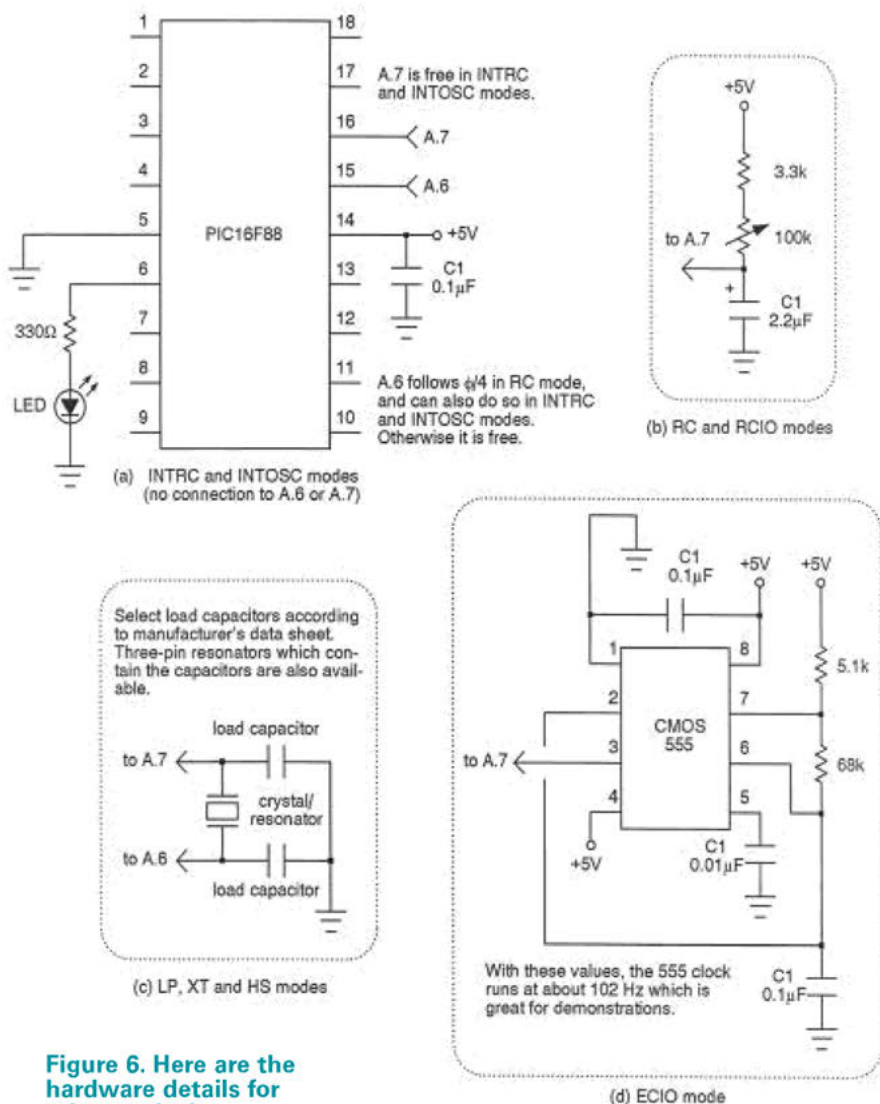 1
2
3
4
5
6
7
8
9
18
17
16
15
14
13
12
11
10
PIC16F88
330Ω
LED
A.7 is free in INTRC
and INTOSC modes.
A.7
A.6
+5V
C1
0.1µF
A.6 follows ϕ/4 in RC mode,
and can also do so in INTRC
and INTOSC modes.
Otherwise it is free.
(a) INTRC and INTOSC modes
(no connection to A.6 or A.7)
+5V
3.3k
100k
to A.7
+
C1
2.2µF
(b) RC and RCIO modes
Select load capacitors according
to manufacturer's data sheet.
Three-pin resonators which con-
tain the capacitors are also avail-
able.
load capacitor
to A.7
crystal/
resonator
to A.6
load capacitor
(c) LP, XT and HS modes
C1
0.1µF
+5V
+5V
1
2
3
4
8
7
6
5
CMOS
555
5.1k
68k
to A.7
+5V
C1
0.01µF
With these values, the 555 clock
runs at about 102 Hz which is
great for demonstrations.
C1
0.1µF
(d) ECIO mode
Figure 6. Here are the
hardware details for